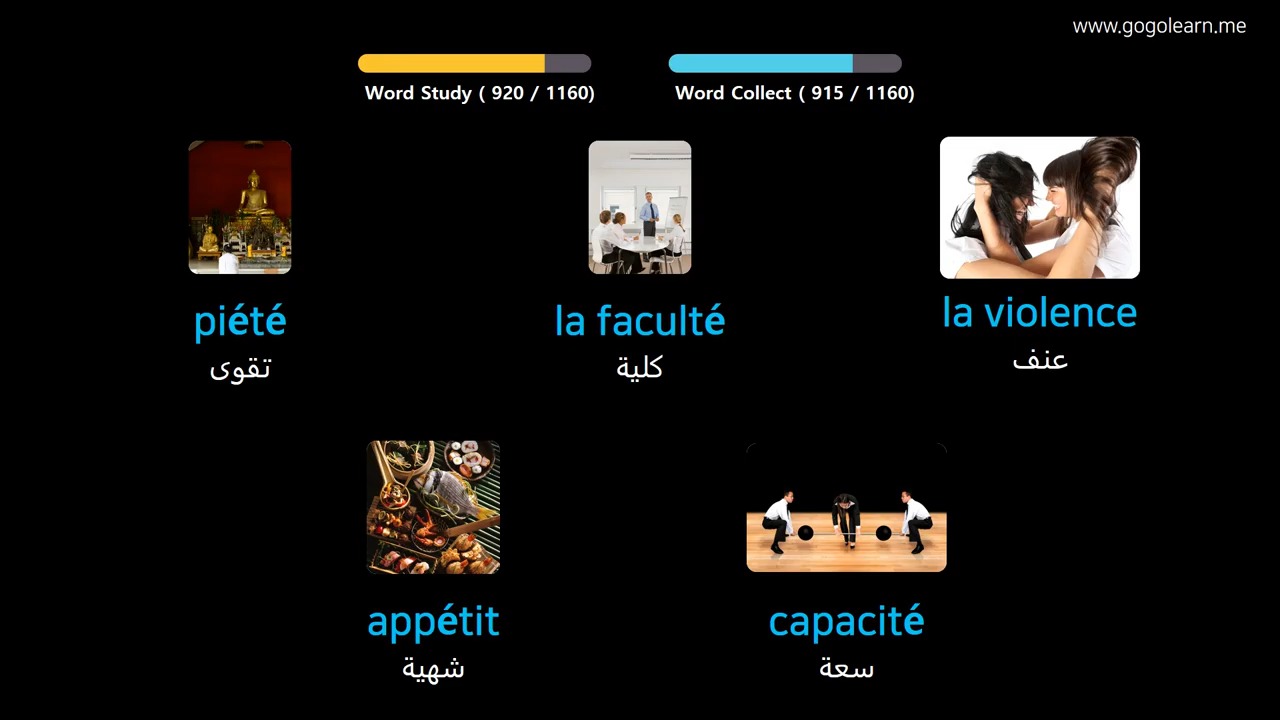 www.gogolearn.me
Word Study ( 920 / 1160)
Word Collect ( 915 / 1160)
piété
تقوى
la faculté
كلية
la violence
عنف
appétit
شهية
capacité
سعة